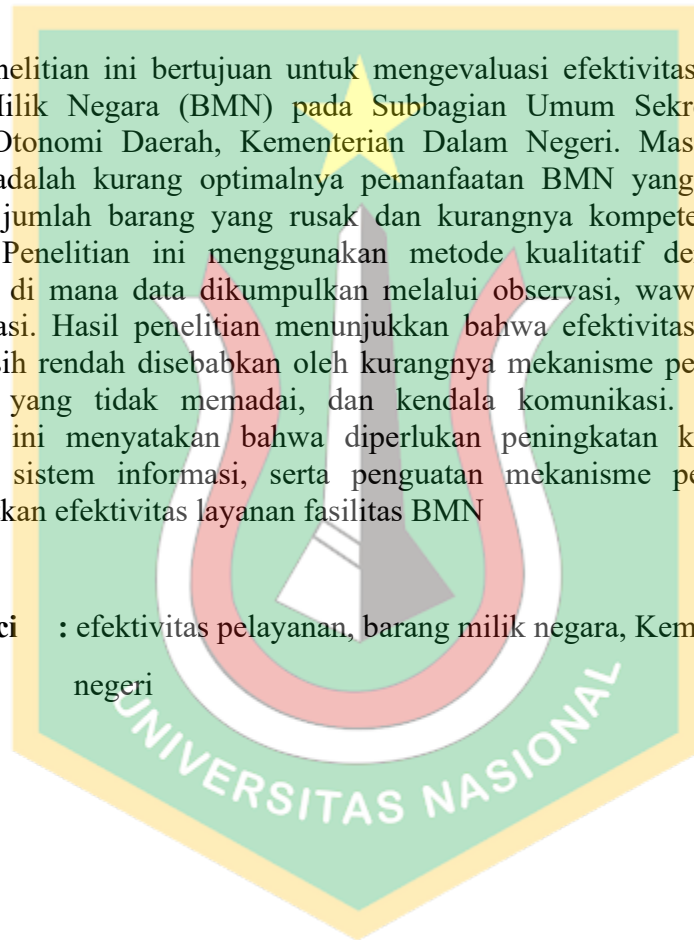 nelitian ini bertujuan untuk mengevaluasi efektivitas
Milik Negara (BMN) pada Subbagian Umum Sekr
Otonomi Daerah, Kementerian Dalam Negeri. Mas
adalah kurang optimalnya pemanfaatan BMN yang
jumlah barang yang rusak dan kurangnya kompete
Penelitian ini menggunakan metode kualitatif de
di mana data dikumpulkan melalui observasi, waw
asi. Hasil penelitian menunjukkan bahwa efektivitas
sih rendah disebabkan oleh kurangnya mekanisme pe
yang tidak memadai, dan kendala komunikasi.
ini menyatakan bahwa diperlukan peningkatan k
sistem informasi, serta penguatan mekanisme pe
kan efektivitas layanan fasilitas BMN
ci : efektivitas pelayanan, barang milik negara, Kem
negeri
UNIVERSITAS NASIONAL